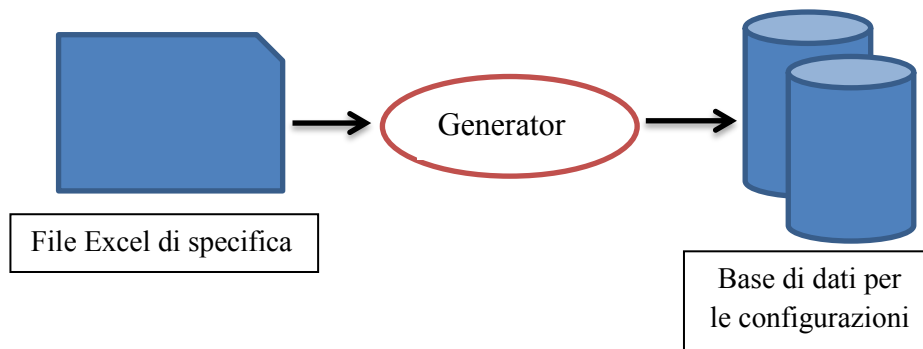 File Excel di specifica
Generator
Base di dati per
le configurazioni